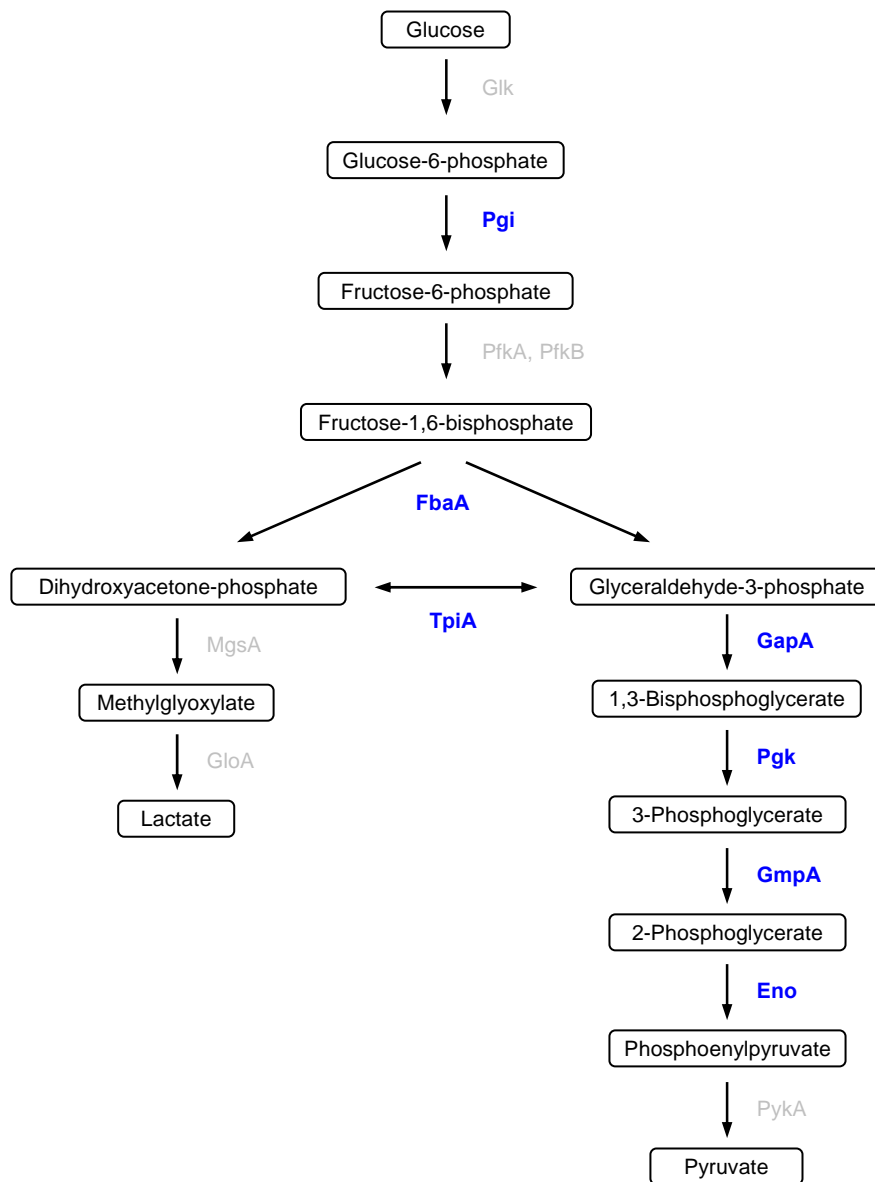 Glucose
Glk
Glucose-6-phosphate
Pgi
Fructose-6-phosphate
PfkA, PfkB
Fructose-1,6-bisphosphate
FbaA
Dihydroxyacetone-phosphate
Glyceraldehyde-3-phosphate
TpiA
MgsA
GapA
Methylglyoxylate
1,3-Bisphosphoglycerate
GloA
Pgk
Lactate
3-Phosphoglycerate
GmpA
2-Phosphoglycerate
Eno
Phosphoenylpyruvate
PykA
Pyruvate